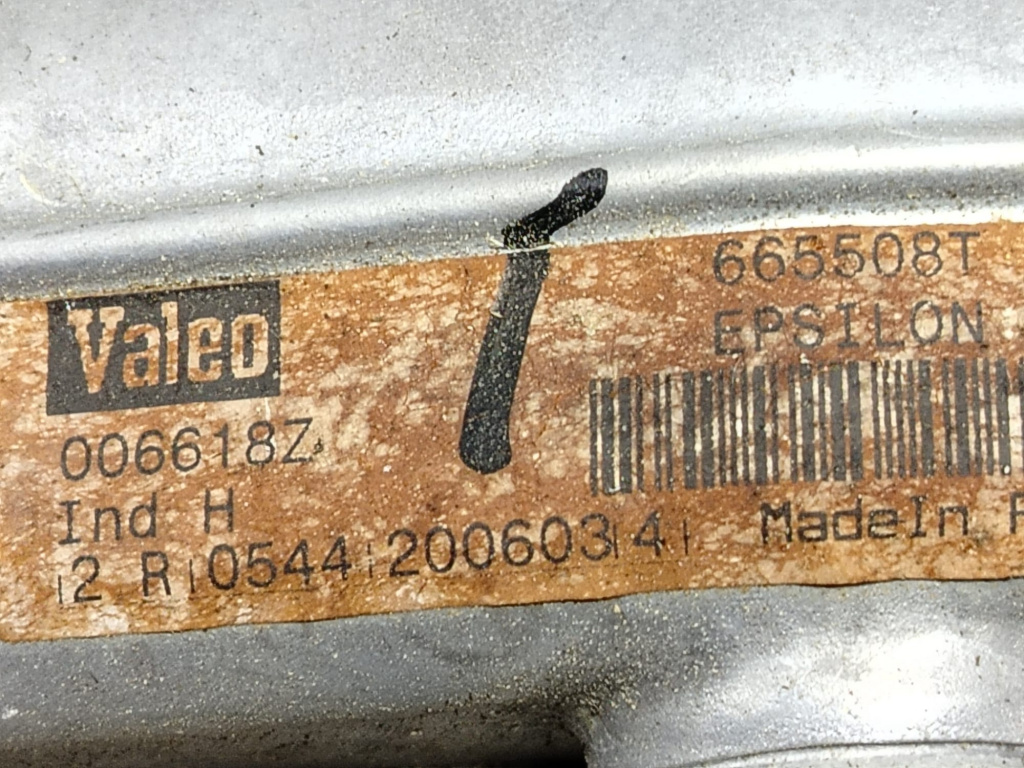 Valeo
006618Z
Ind H
2 R 0544 200603 4
665508T
EPSILON
MadeIn